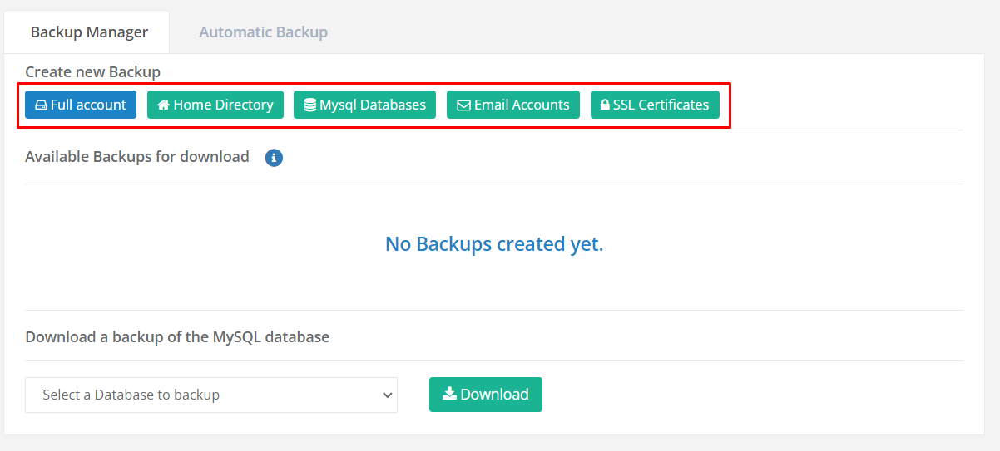 Backup Manager Automatic Backup
Create new Backup
Full account Home Directory Mysql Databases Email Accounts SSL Certificates
Available Backups for download
No Backups created yet.
Download a backup of the MySQL database
Select a Database to backup Download